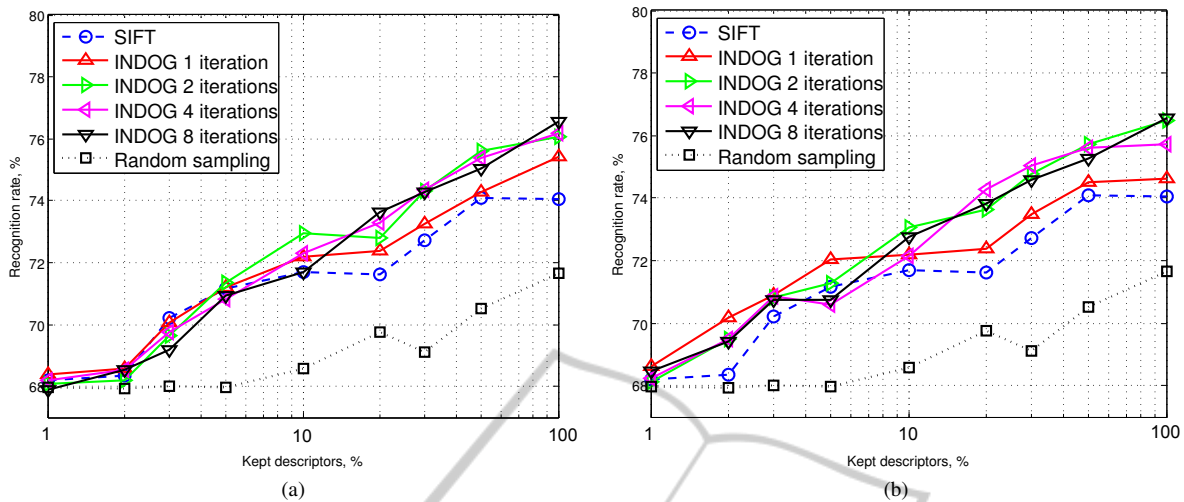 80
78
76
74
72
70
68
Recognition rate, %
SIFT
INDOG 1 iteration
INDOG 2 iterations
INDOG 4 iterations
INDOG 8 iterations
Random sampling
1
10
100
Kept descriptors, %
(a)
80
78
76
74
72
70
68
Recognition rate, %
SIFT
INDOG 1 iteration
INDOG 2 iterations
INDOG 4 iterations
INDOG 8 iterations
Random sampling
1
10
100
Kept descriptors, %
(b)